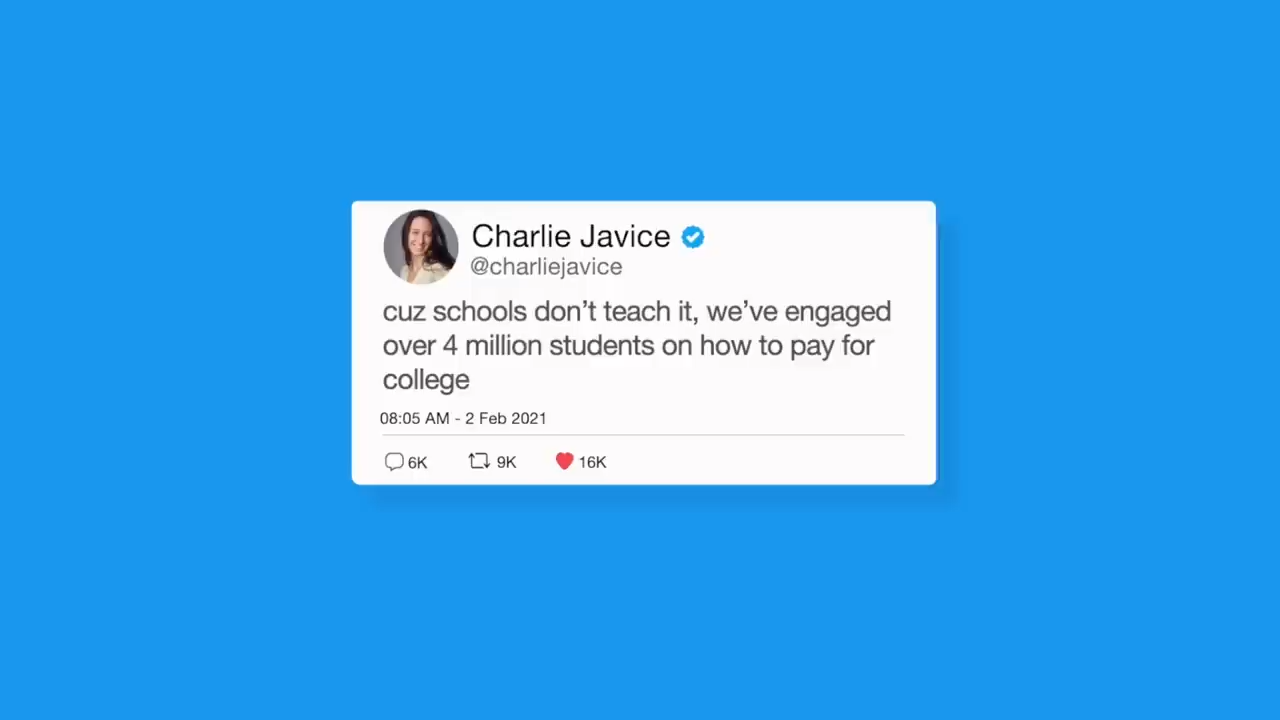 Charlie Javice
@charliejavice
cuz schools don’t teach it, we’ve engaged
over 4 million students on how to pay for
college
08:05 AM - 2 Feb 2021
6K 9K 16K